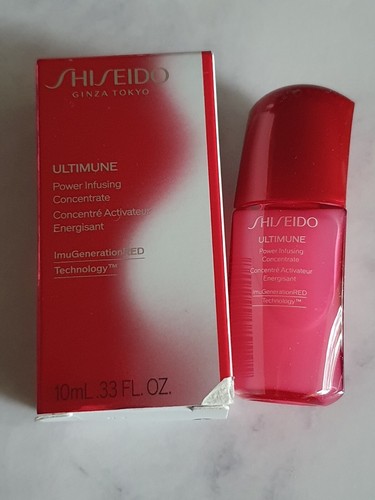 SHISEIDO
GINZA TOKYO
ULTIMUNE
Power Infusing
Concentrate
Concentré Activateur
Energisant
ImuGenerationRED
Technology™
10mL.33 FL.OZ.
SHISEIDO
ULTIMUNE
Power Infusing
Concentrate
Concentré Activateur
Energisant
ImuGenerationRED
Technology™